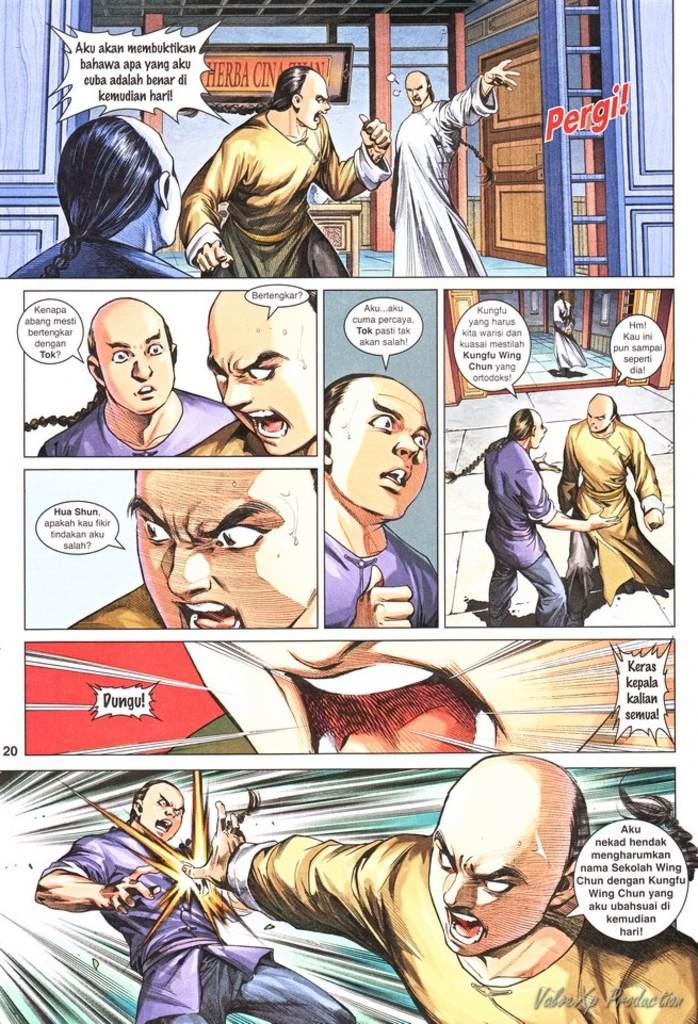 Aku akan membuktikan
bahawa apa yang aku
cuba adalah benar di
kemudian hari!
HERBA CINA
Pergi!
Kenapa
abang mesti
bertengkar
dengan
Tok?
Bertengkar?
Aku...aku
cuma percaya,
Tok pasti tak
akan salah!
Kungfu
yang harus
kita warisi dan
kuasai mestilah
Kungfu Wing
Chun yang
ortodoks!
Hm!
Kau ini
pun sampai
seperti
dia!
Hua Shun,
apakah kau fikir
tindakan aku
salah?
Dungu!
Keras
kepala
kalian
semua!
20
Aku
nekad hendak
mengharumkan
nama Sekolah Wing
Chun dengan Kungfu
Wing Chun yang
aku ubahsuai di
kemudian
hari!
ValorXp Production